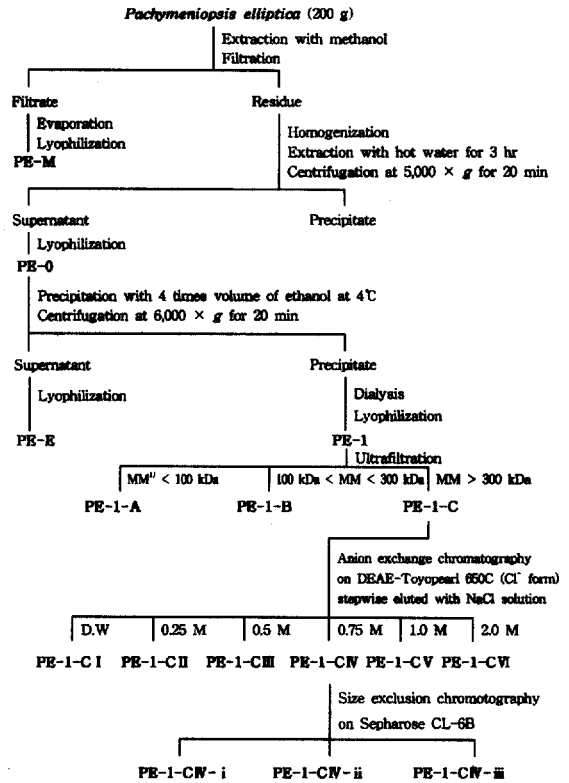 Pachymeniopsis elliptica (200 g)
Extraction with methanol
Filtration
Filtrate
Residue
Evaporation
Lyophilization
PE-M
Homogenization
Extraction with hot water for 3 hr
Centrifugation at 5,000 × g for 20 min
Supernatant
Precipitate
Lyophilization
PE-0
Precipitation with 4 times volume of ethanol at 4℃
Centrifugation at 6,000 × g for 20 min
Supernatant
Precipitate
Lyophilization
Dialysis
Lyophilization
PE-E
PE-1
Ultrafiltration
MM¹⁾ < 100 kDa
100 kDa < MM < 300 kDa
MM > 300 kDa
PE-1-A
PE-1-B
PE-1-C
Anion exchange chromatography
on DEAE-Toyopearl 650C (Cl⁻ form)
stepwise eluted with NaCl solution
D.W
0.25 M
0.5 M
0.75 M
1.0 M
2.0 M
PE-1-CⅠ
PE-1-CⅡ
PE-1-CⅢ
PE-1-CⅣ
PE-1-CⅤ
PE-1-CⅥ
Size exclusion chromotography
on Sepharose CL-6B
PE-1-CⅣ-ⅰ
PE-1-CⅣ-ⅱ
PE-1-CⅣ-ⅲ